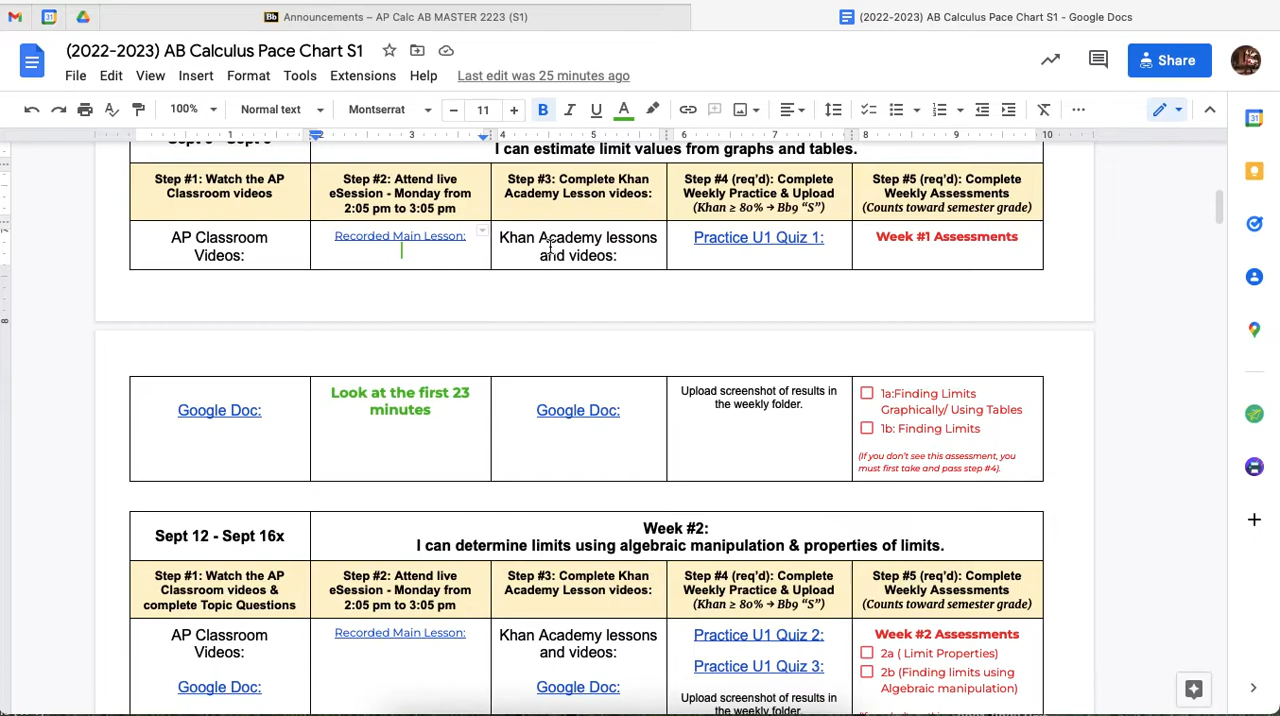 Announcements – AP Calc AB MASTER 2223 (S1)
(2022-2023) AB Calculus Pace Chart S1 - Google Docs
(2022-2023) AB Calculus Pace Chart S1
File Edit View Insert Format Tools Extensions Help Last edit was 25 minutes ago
Share
100% Normal text Montserrat 11
1 2 3 4 5 6 7 8 9 10
I can estimate limit values from graphs and tables.
Step #1: Watch the AP
Classroom videos
Step #2: Attend live
eSession - Monday from
2:05 pm to 3:05 pm
Step #3: Complete Khan
Academy Lesson videos:
Step #4 (req'd): Complete
Weekly Practice & Upload
(Khan ≥ 80% → Bb9 “S”)
Step #5 (req'd): Complete
Weekly Assessments
(Counts toward semester grade)
AP Classroom
Videos:
Recorded Main Lesson:
Khan Academy lessons
and videos:
Practice U1 Quiz 1:
Week #1 Assessments
Google Doc:
Look at the first 23
minutes
Google Doc:
Upload screenshot of results in
the weekly folder.
1a:Finding Limits
Graphically/ Using Tables
1b: Finding Limits
(If you don't see this assessment, you
must first take and pass step #4).
Sept 12 - Sept 16x
Week #2:
I can determine limits using algebraic manipulation & properties of limits.
Step #1: Watch the AP
Classroom videos &
complete Topic Questions
Step #2: Attend live
eSession - Monday from
2:05 pm to 3:05 pm
Step #3: Complete Khan
Academy Lesson videos:
Step #4 (req'd): Complete
Weekly Practice & Upload
(Khan ≥ 80% → Bb9 “S”)
Step #5 (req'd): Complete
Weekly Assessments
(Counts toward semester grade)
AP Classroom
Videos:
Google Doc:
Recorded Main Lesson:
Khan Academy lessons
and videos:
Google Doc:
Practice U1 Quiz 2:
Practice U1 Quiz 3:
Upload screenshot of results in
Week #2 Assessments
2a ( Limit Properties)
2b (Finding limits using
Algebraic manipulation)